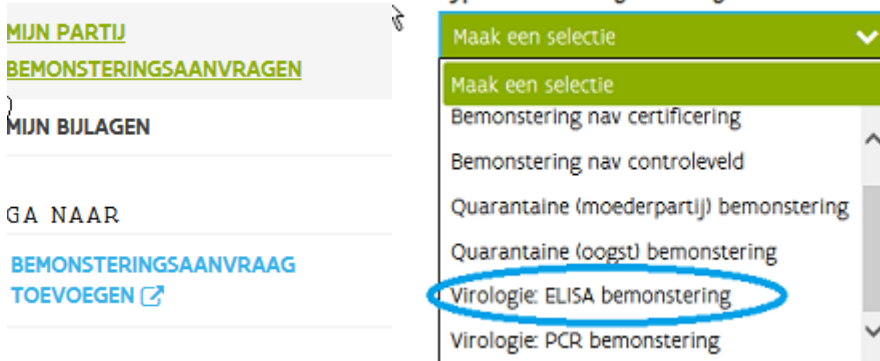 MIJN PARTIJ
BEMONSTERINGSAANVRAGEN
MIJN BIJLAGEN
GA NAAR
BEMONSTERINGSAANVRAAG
TOEVOEGEN
Maak een selectie
Maak een selectie
Bemonstering nav certificering
Bemonstering nav controleveld
Quarantaine (moederpartij) bemonstering
Quarantaine (oogst) bemonstering
Virologie: ELISA bemonstering
Virologie: PCR bemonstering